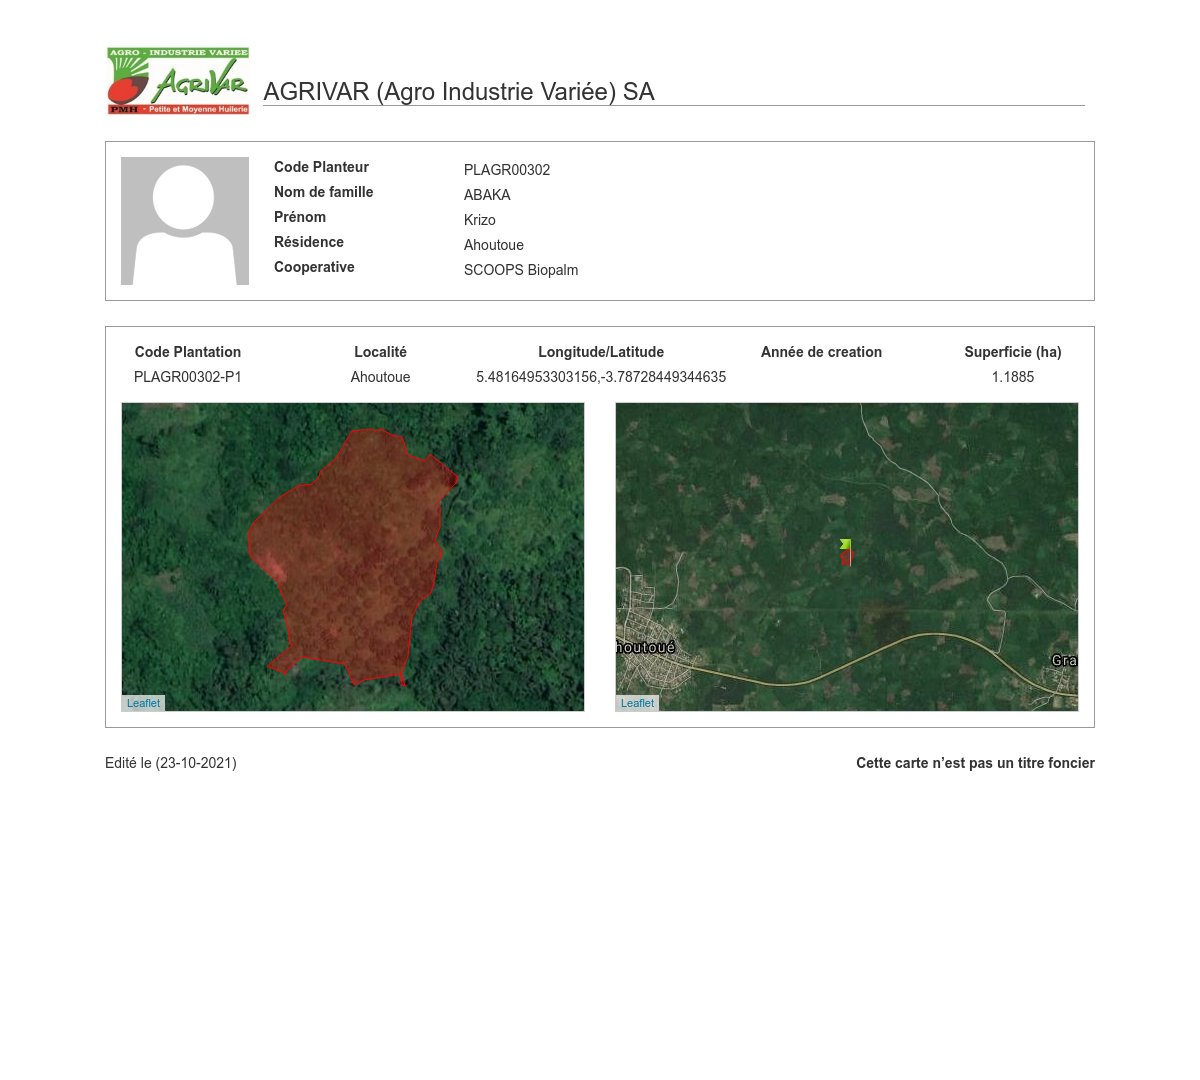 AGRO - INDUSTRIE VARIEE
AGRIVAR
PMH - Petite et Moyenne Huilerie
AGRIVAR (Agro Industrie Variée) SA
Code Planteur PLAGR00302
Nom de famille ABAKA
Prénom Krizo
Résidence Ahoutoue
Cooperative SCOOPS Biopalm
Code Plantation Localité Longitude/Latitude Année de creation Superficie (ha)
PLAGR00302-P1 Ahoutoue 5.48164953303156,-3.78728449344635 1.1885
houtoué
Gra
Leaflet Leaflet
Edité le (23-10-2021) Cette carte n’est pas un titre foncier